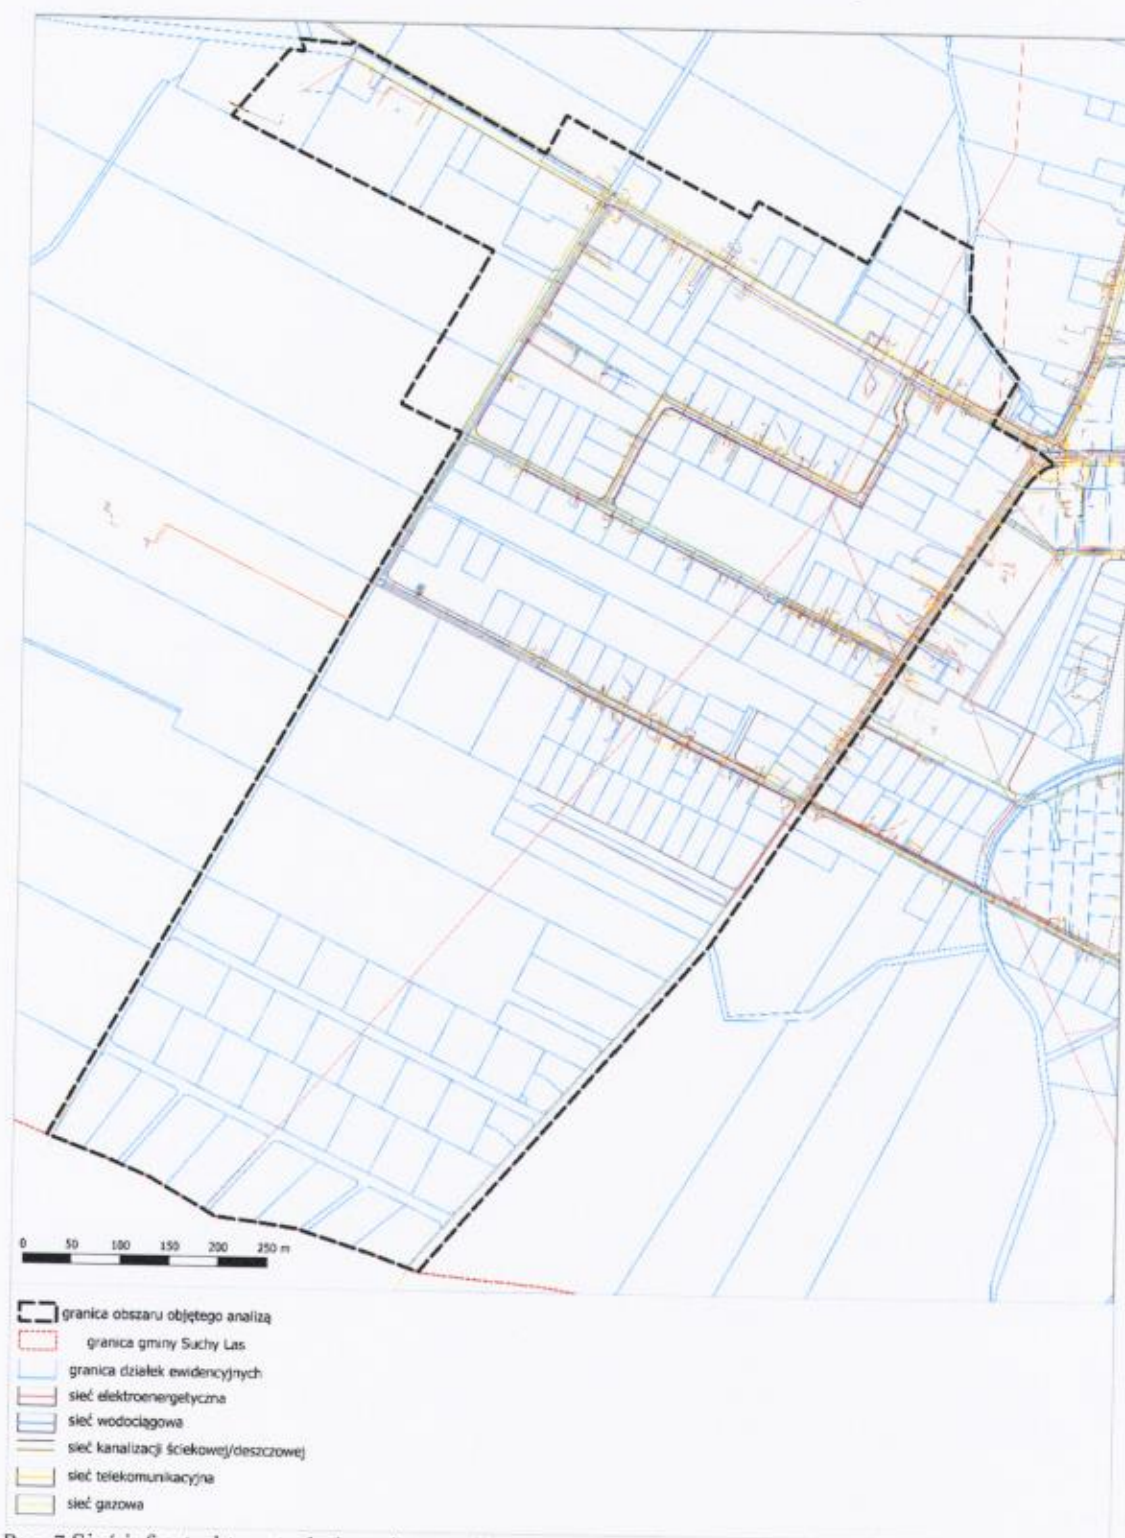 0 50 100 150 200 250 m
granica obszaru objętego analizą
granica gminy Suchy Las
granica działek ewidencyjnych
sieć elektroenergetyczna
sieć wodociągowa
sieć kanalizacji ściekowej/deszczowej
sieć telekomunikacyjna
sieć gazowa